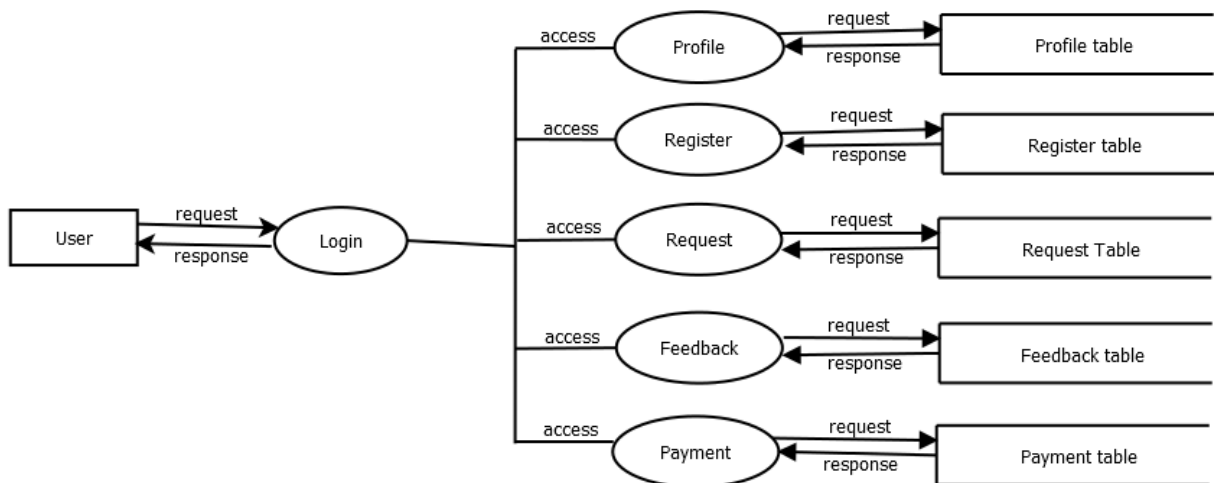 request
access
Profile
response
Profile table
request
access
Register
response
Register table
User
request
response
Login
request
access
Request
response
Request Table
request
access
Feedback
response
Feedback table
request
access
Payment
response
Payment table